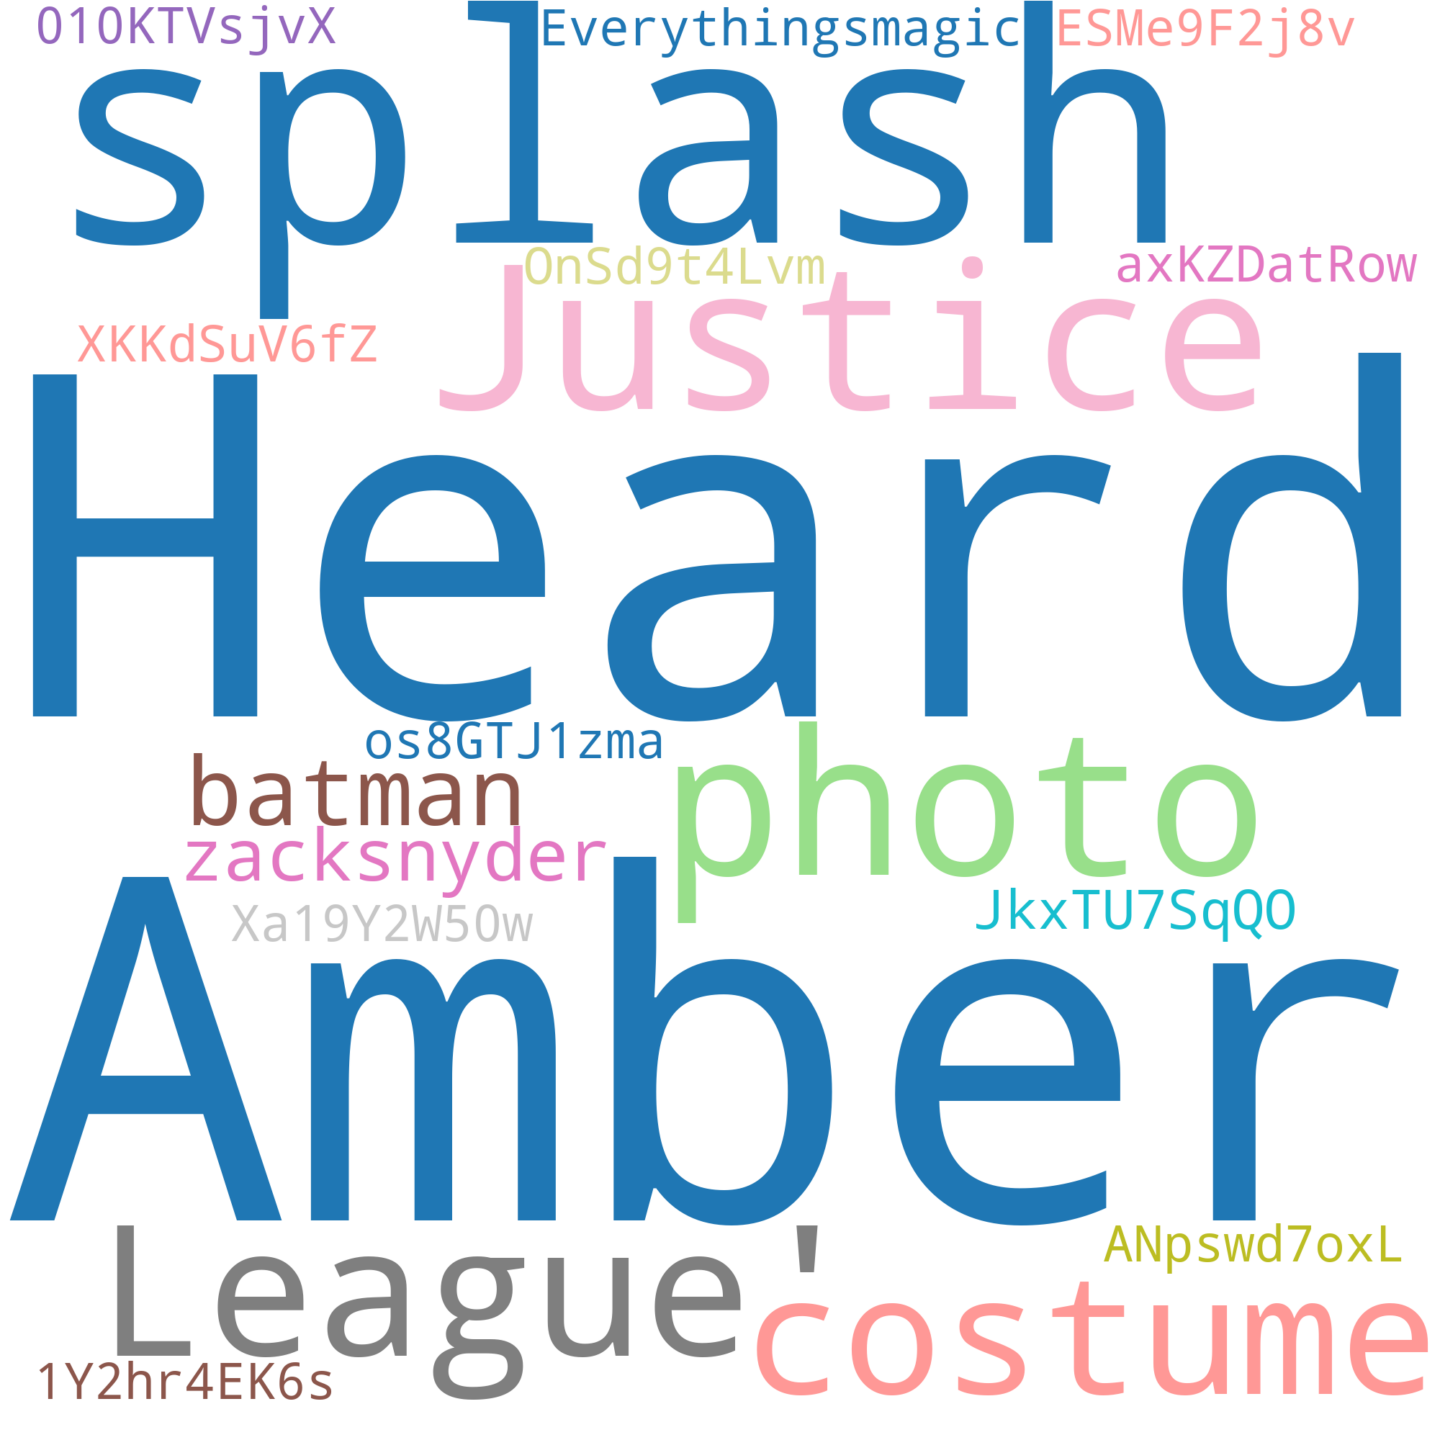 010KTVsjvX
Everythingsmagic
ESMe9F2j8v
splash
OnSd9t4Lvm
axKZDatRow
Justice
XKKdSuV6fZ
Heard
os8GTJ1zma
batman
photo
zacksnyder
JkxTU7SqQO
Xa19Y2W50w
Amber
League'
ANpswd7oxL
costume
1Y2hr4EK6s